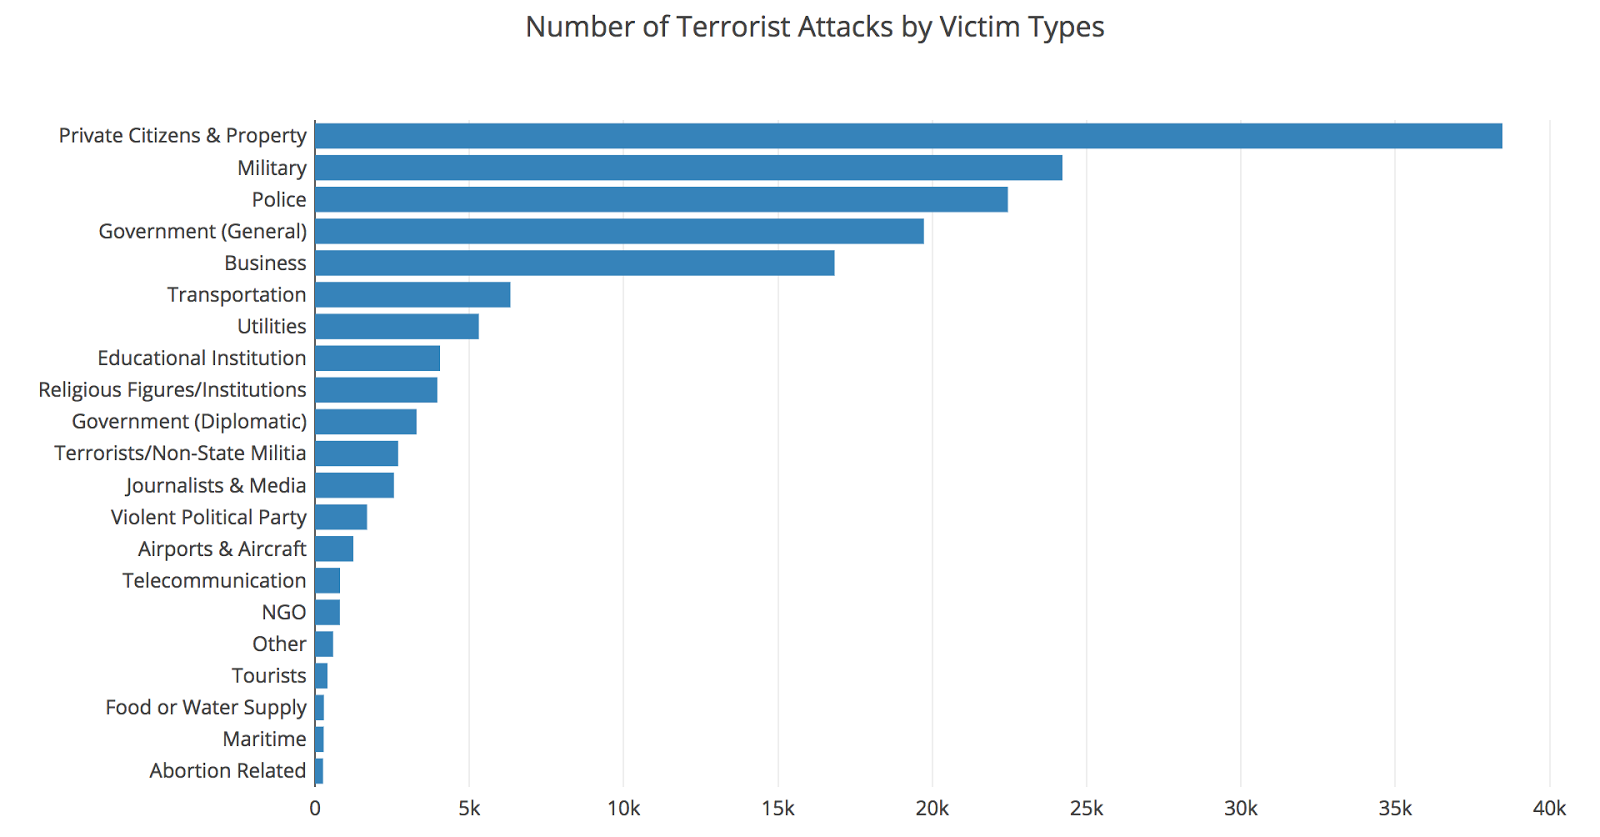 Number of Terrorist Attacks by Victim Types
Private Citizens & Property
Military
Police
Government (General)
Business
Transportation
Utilities
Educational Institution
Religious Figures/Institutions
Government (Diplomatic)
Terrorists/Non-State Militia
Journalists & Media
Violent Political Party
Airports & Aircraft
Telecommunication
NGO
Other
Tourists
Food or Water Supply
Maritime
Abortion Related
0 5k 10k 15k 20k 25k 30k 35k 40k